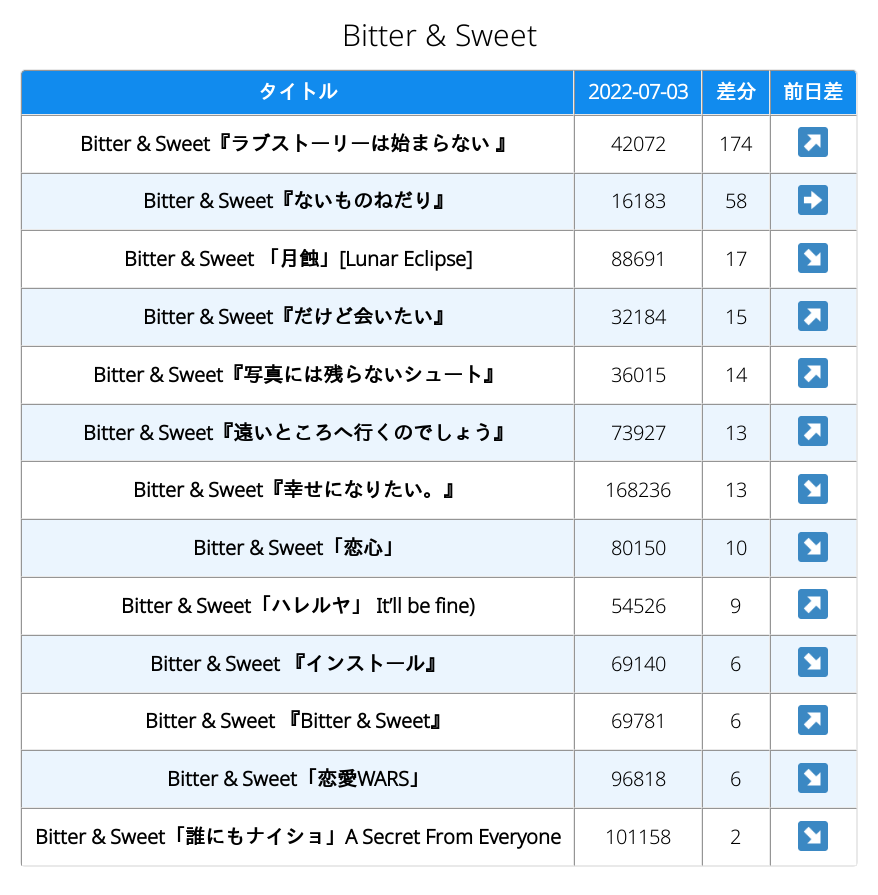 Bitter & Sweet
タイトル 2022-07-03 差分 前日差
Bitter & Sweet『ラブストーリーは始まらない 』 42072 174 ↗
Bitter & Sweet『ないものねだり』 16183 58 ➡
Bitter & Sweet 「月蝕」[Lunar Eclipse] 88691 17 ↘
Bitter & Sweet『だけど会いたい』 32184 15 ↗
Bitter & Sweet『写真には残らないシュート』 36015 14 ↗
Bitter & Sweet『遠いところへ行くのでしょう』 73927 13 ↗
Bitter & Sweet『幸せになりたい。』 168236 13 ↘
Bitter & Sweet「恋心」 80150 10 ↘
Bitter & Sweet「ハレルヤ」 It’ll be fine) 54526 9 ↗
Bitter & Sweet 『インストール』 69140 6 ↘
Bitter & Sweet 『Bitter & Sweet』 69781 6 ↗
Bitter & Sweet「恋愛WARS」 96818 6 ↘
Bitter & Sweet「誰にもナイショ」A Secret From Everyone 101158 2 ↘